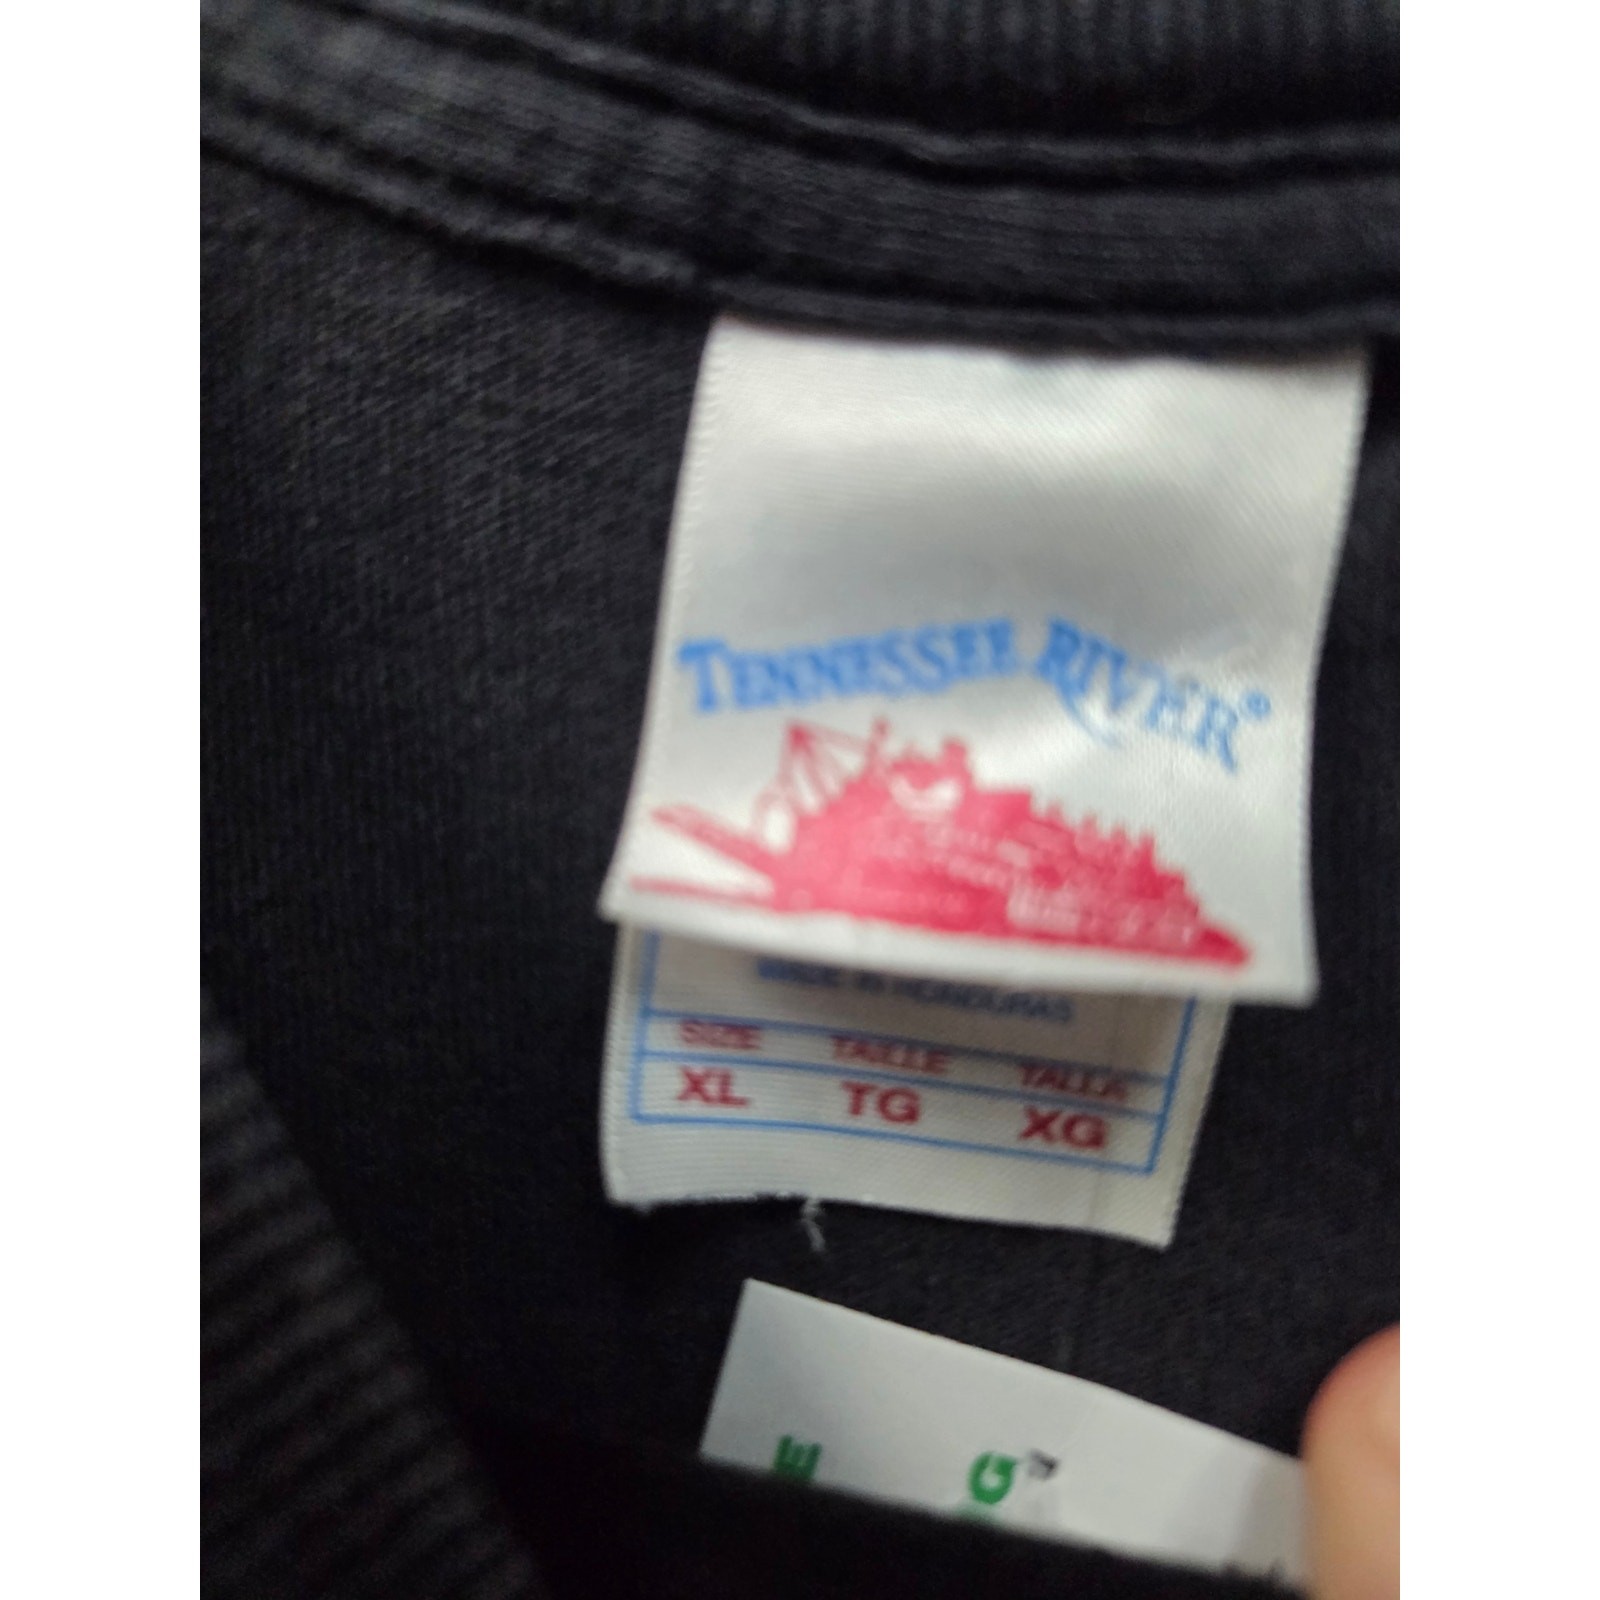 TENNESSEE RIVER®
MADE IN HONDURAS
SIZE TAILLE TALLA
XL TG XG
E G